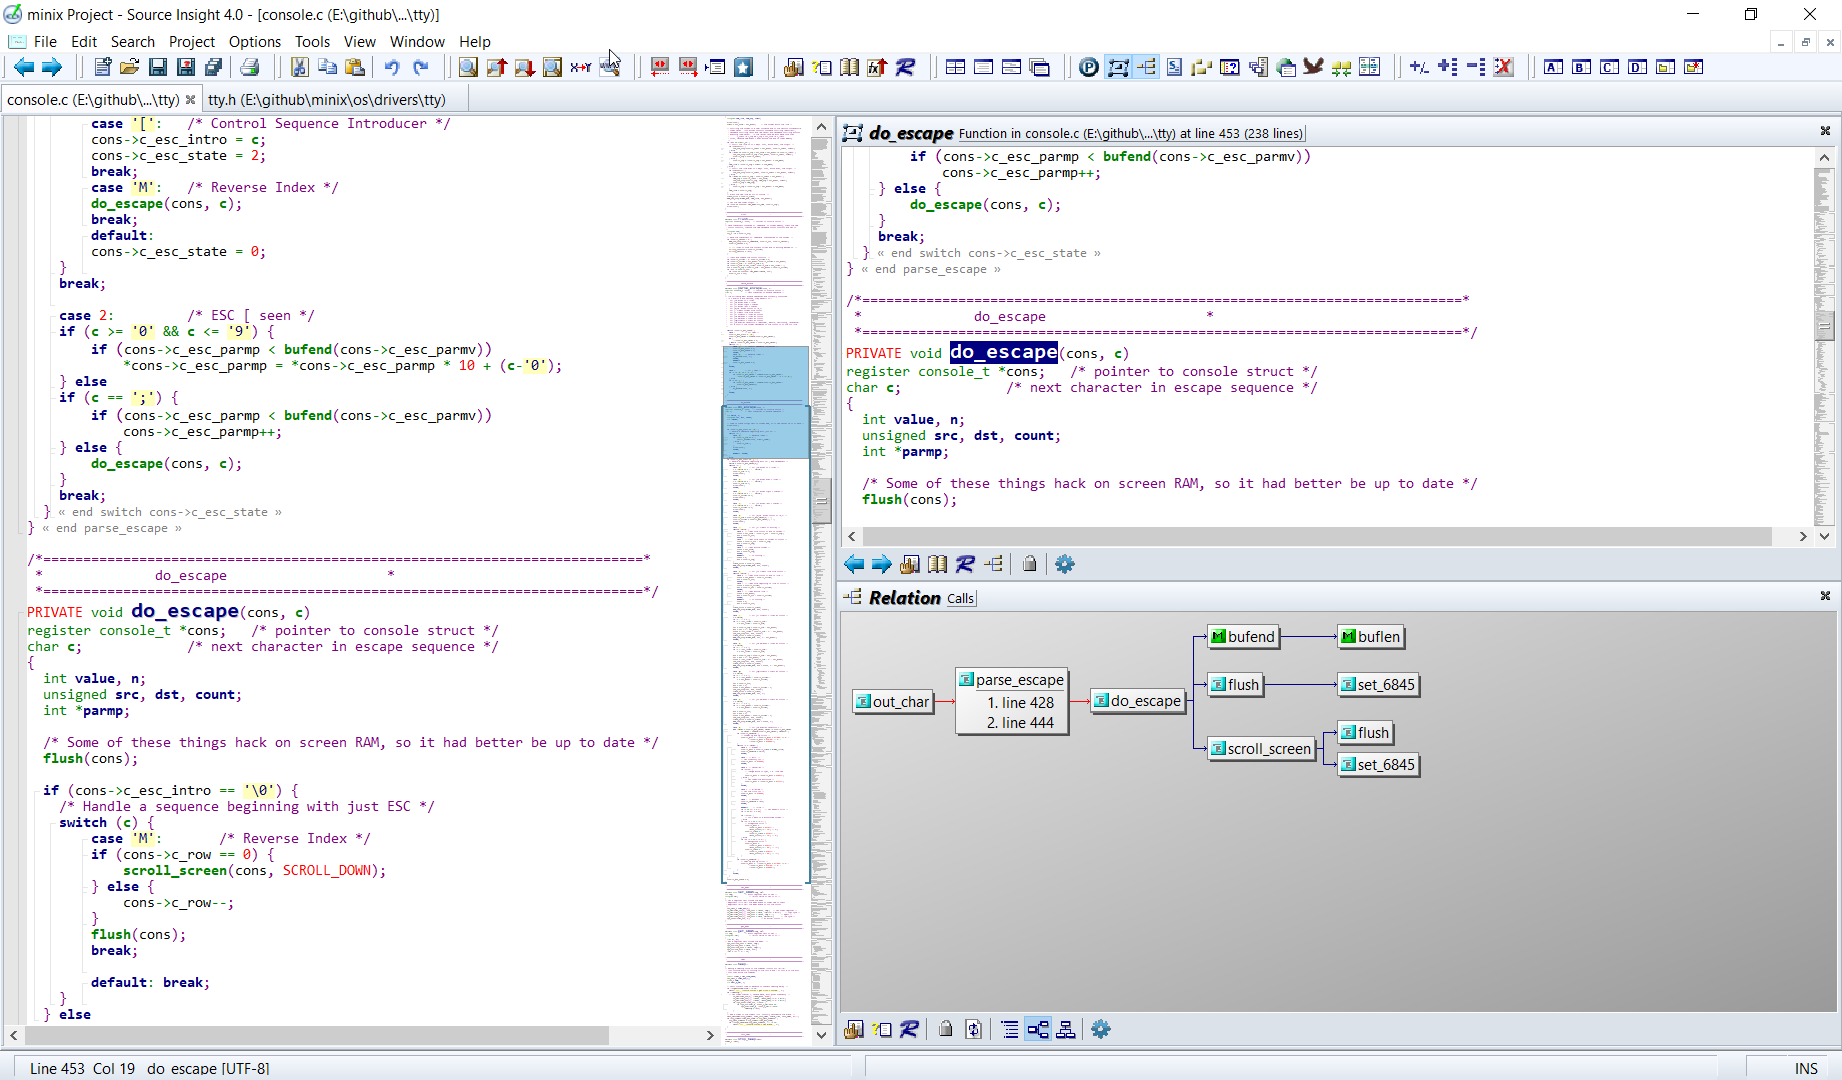 minix Project - Source Insight 4.0 - [console.c (E:\github\...\tty)]
File Edit Search Project Options Tools View Window Help
console.c (E:\github\...\tty) tty.h (E:\github\minix\os\drivers\tty)
case '[': /* Control Sequence Introducer */
cons->c_esc_intro = c;
cons->c_esc_state = 2;
break;
case 'M': /* Reverse Index */
do_escape(cons, c);
break;
default:
cons->c_esc_state = 0;
}
break;
case 2: /* ESC [ seen */
if (c >= '0' && c <= '9') {
if (cons->c_esc_parmp < bufend(cons->c_esc_parmv))
*cons->c_esc_parmp = *cons->c_esc_parmp * 10 + (c-'0');
} else
if (c == ';') {
if (cons->c_esc_parmp < bufend(cons->c_esc_parmv))
cons->c_esc_parmp++;
} else {
do_escape(cons, c);
}
break;
} « end switch cons->c_esc_state »
} « end parse_escape »
/*===========================================================================*
* do_escape *
*===========================================================================*/
PRIVATE void do_escape(cons, c)
register console_t *cons; /* pointer to console struct */
char c; /* next character in escape sequence */
{
int value, n;
unsigned src, dst, count;
int *parmp;
/* Some of these things hack on screen RAM, so it had better be up to date */
flush(cons);
if (cons->c_esc_intro == '\0') {
/* Handle a sequence beginning with just ESC */
switch (c) {
case 'M': /* Reverse Index */
if (cons->c_row == 0) {
scroll_screen(cons, SCROLL_DOWN);
} else {
cons->c_row--;
}
flush(cons);
break;
default: break;
}
} else
do_escape Function in console.c (E:\github\...\tty) at line 453 (238 lines)
if (cons->c_esc_parmp < bufend(cons->c_esc_parmv))
cons->c_esc_parmp++;
} else {
do_escape(cons, c);
}
break;
} « end switch cons->c_esc_state »
} « end parse_escape »
/*===========================================================================*
* do_escape *
*===========================================================================*/
PRIVATE void do_escape(cons, c)
register console_t *cons; /* pointer to console struct */
char c; /* next character in escape sequence */
{
int value, n;
unsigned src, dst, count;
int *parmp;
/* Some of these things hack on screen RAM, so it had better be up to date */
flush(cons);
Relation Calls
out_char
parse_escape
1. line 428
2. line 444
do_escape
bufend
buflen
flush
set_6845
scroll_screen
flush
set_6845
Line 453 Col 19 do_escape [UTF-8]
INS